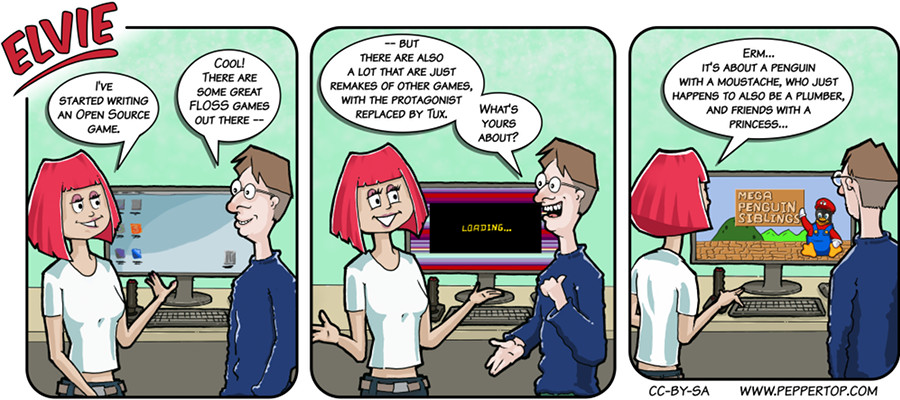 ELVIE
I'VE
STARTED WRITING
AN OPEN SOURCE
GAME.
COOL!
THERE ARE
SOME GREAT
FLOSS GAMES
OUT THERE --
-- BUT
THERE ARE ALSO
A LOT THAT ARE JUST
REMAKES OF OTHER GAMES,
WITH THE PROTAGONIST
REPLACED BY TUX.
WHAT'S
YOURS
ABOUT?
LOADING...
ERM...
IT'S ABOUT A PENGUIN
WITH A MOUSTACHE, WHO JUST
HAPPENS TO ALSO BE A PLUMBER,
AND FRIENDS WITH A
PRINCESS...
MEGA
PENGUIN
SIBLINGS
CC-BY-SA WWW.PEPPERTOP.COM